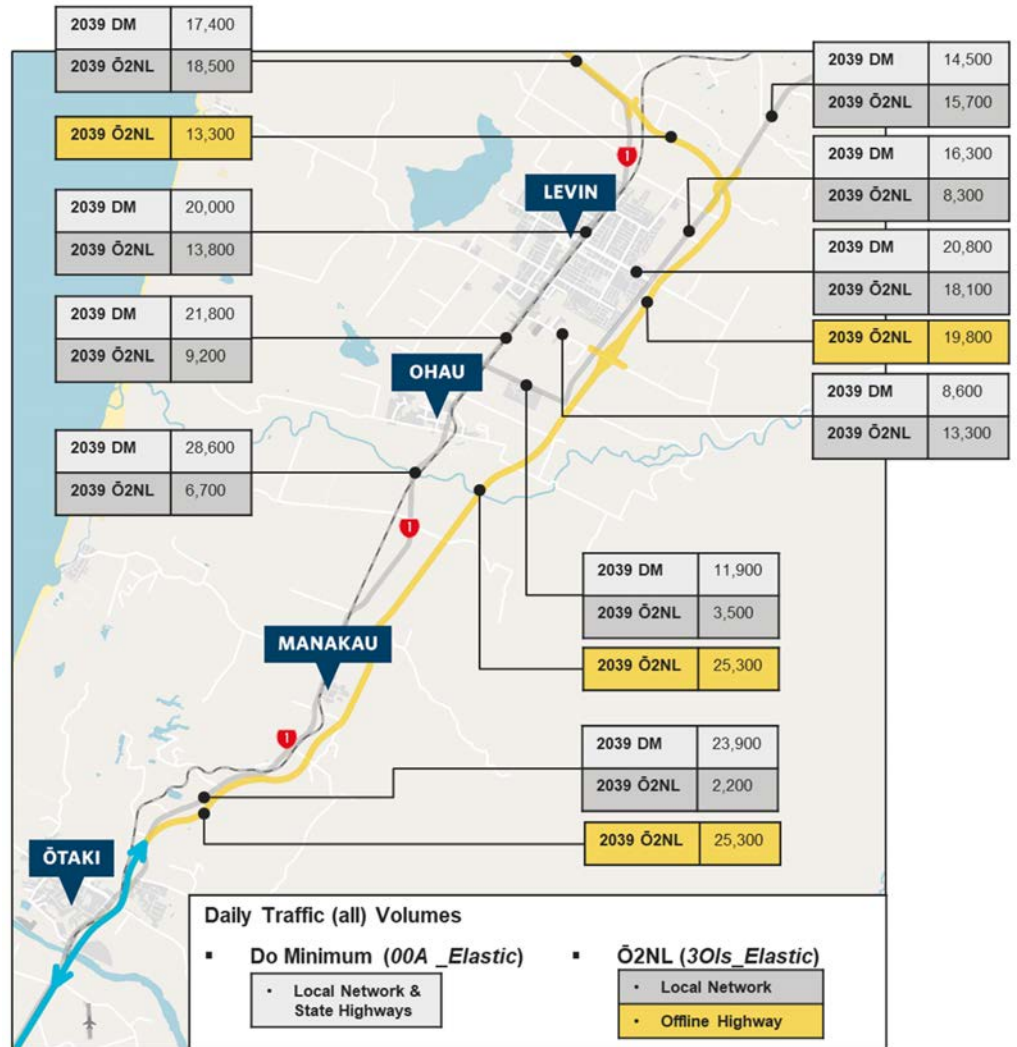 2039 DM 17,400
2039 Ō2NL 18,500
2039 Ō2NL 13,300
2039 DM 20,000
2039 Ō2NL 13,800
2039 DM 21,800
2039 Ō2NL 9,200
2039 DM 28,600
2039 Ō2NL 6,700
2039 DM 14,500
2039 Ō2NL 15,700
2039 DM 16,300
2039 Ō2NL 8,300
2039 DM 20,800
2039 Ō2NL 18,100
2039 Ō2NL 19,800
2039 DM 8,600
2039 Ō2NL 13,300
1
LEVIN
OHAU
1
2039 DM 11,900
2039 Ō2NL 3,500
2039 Ō2NL 25,300
MANAKAU
1
2039 DM 23,900
2039 Ō2NL 2,200
2039 Ō2NL 25,300
ŌTAKI
Daily Traffic (all) Volumes
▪ Do Minimum (00A _Elastic)
• Local Network &
State Highways
▪ Ō2NL (3OIs_Elastic)
• Local Network
• Offline Highway